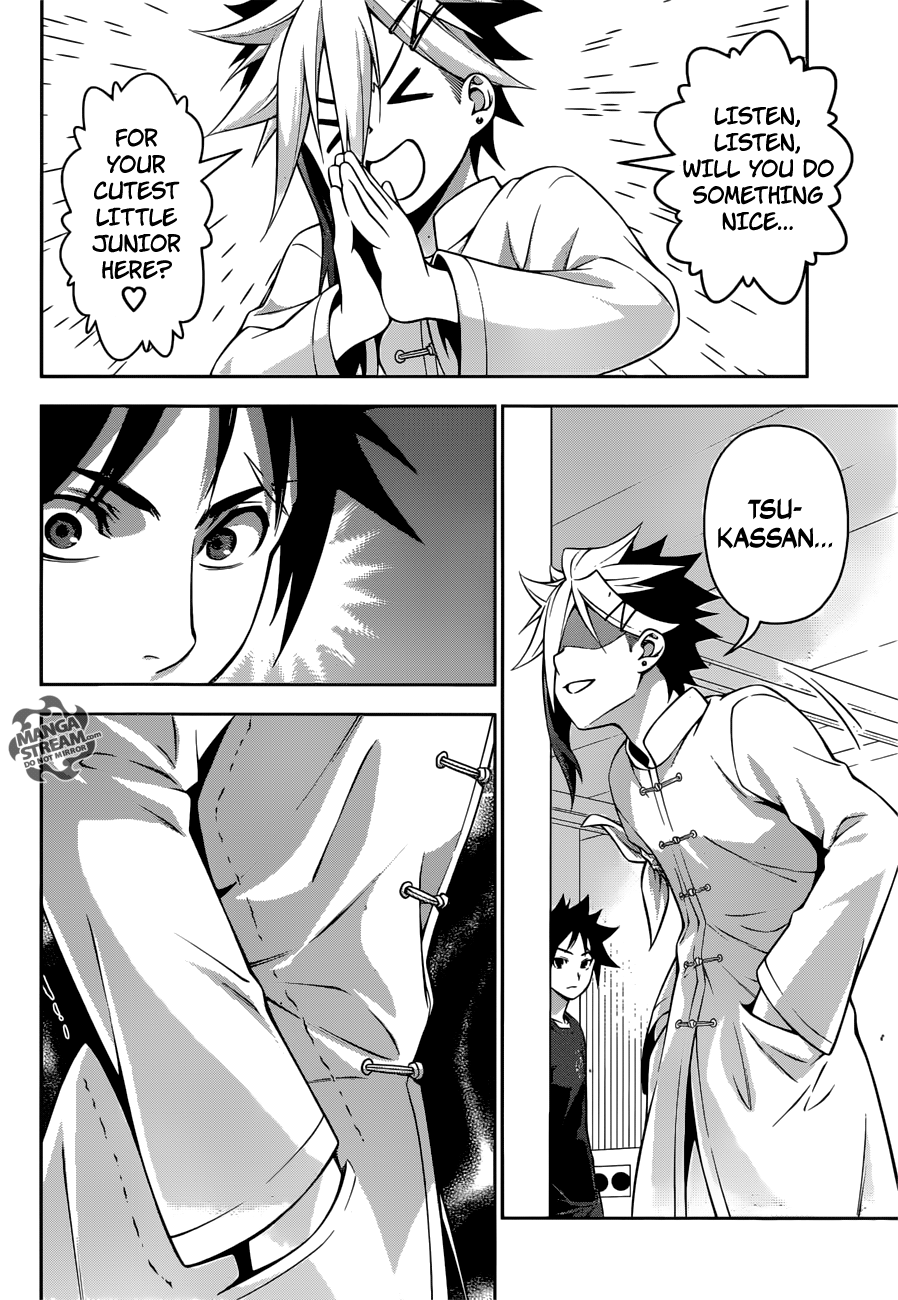 LISTEN,
LISTEN,
WILL YOU DO
SOMETHING
NICE...
FOR
YOUR
CUTEST
LITTLE
JUNIOR
HERE?
♡
TSU-
KASSAN...
MANGA
STREAM.com
DO NOT MIRROR!